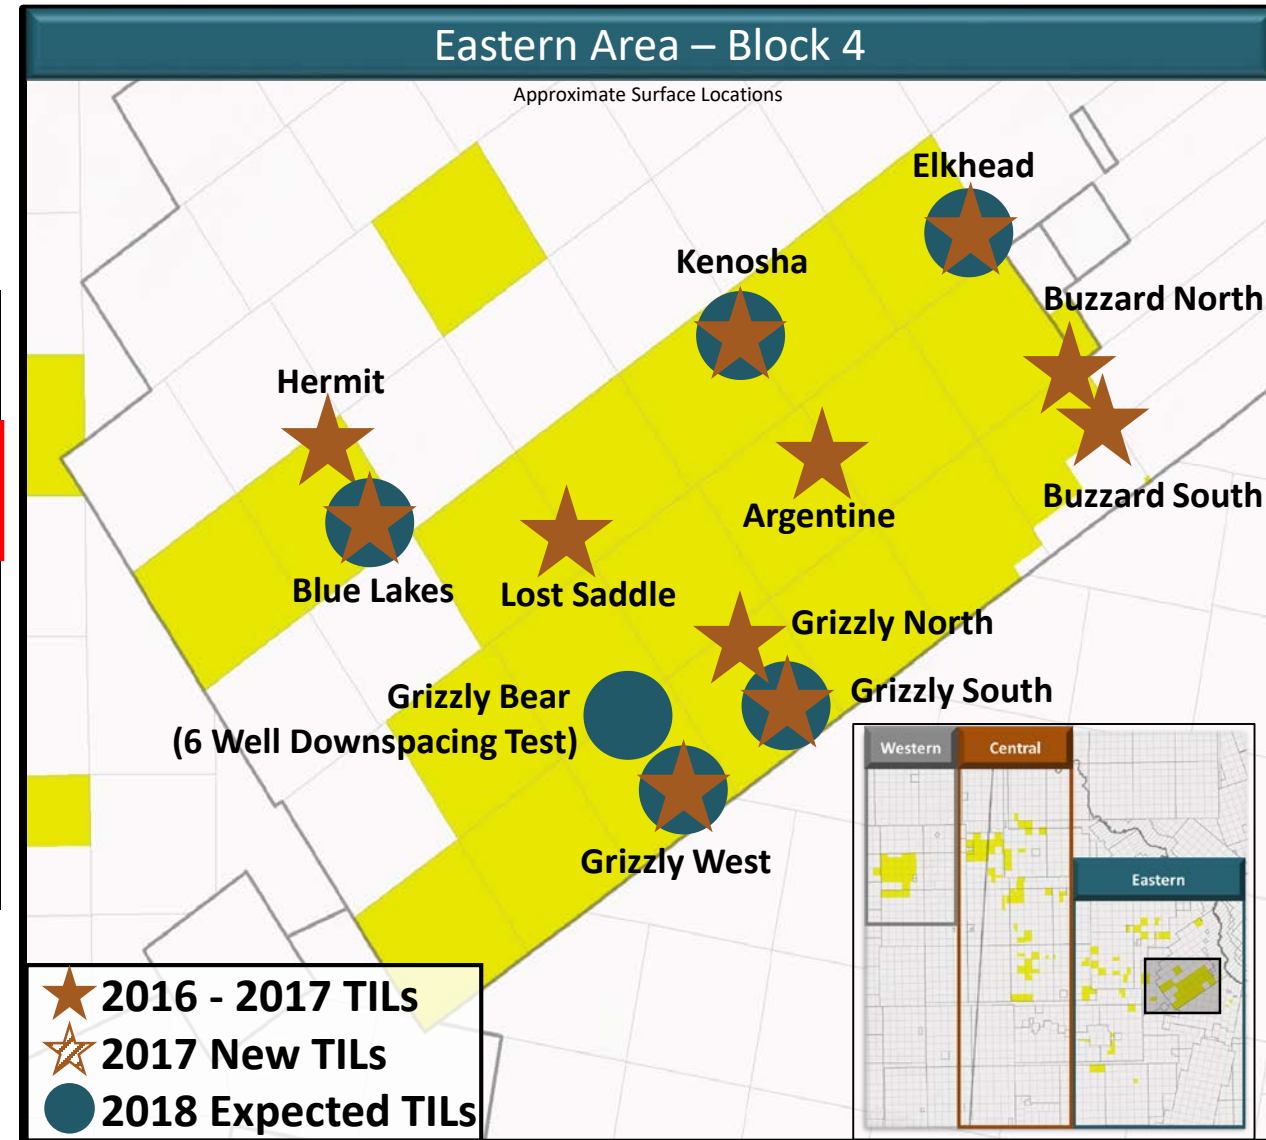 Eastern Area – Block 4
Approximate Surface Locations
Elkhead
Kenosha
Buzzard North
Hermit
Buzzard South
Argentine
Blue Lakes
Lost Saddle
Grizzly North
Grizzly Bear
(6 Well Downspacing Test)
Grizzly South
Grizzly West
Western
Central
Eastern
2016 - 2017 TILs
2017 New TILs
2018 Expected TILs